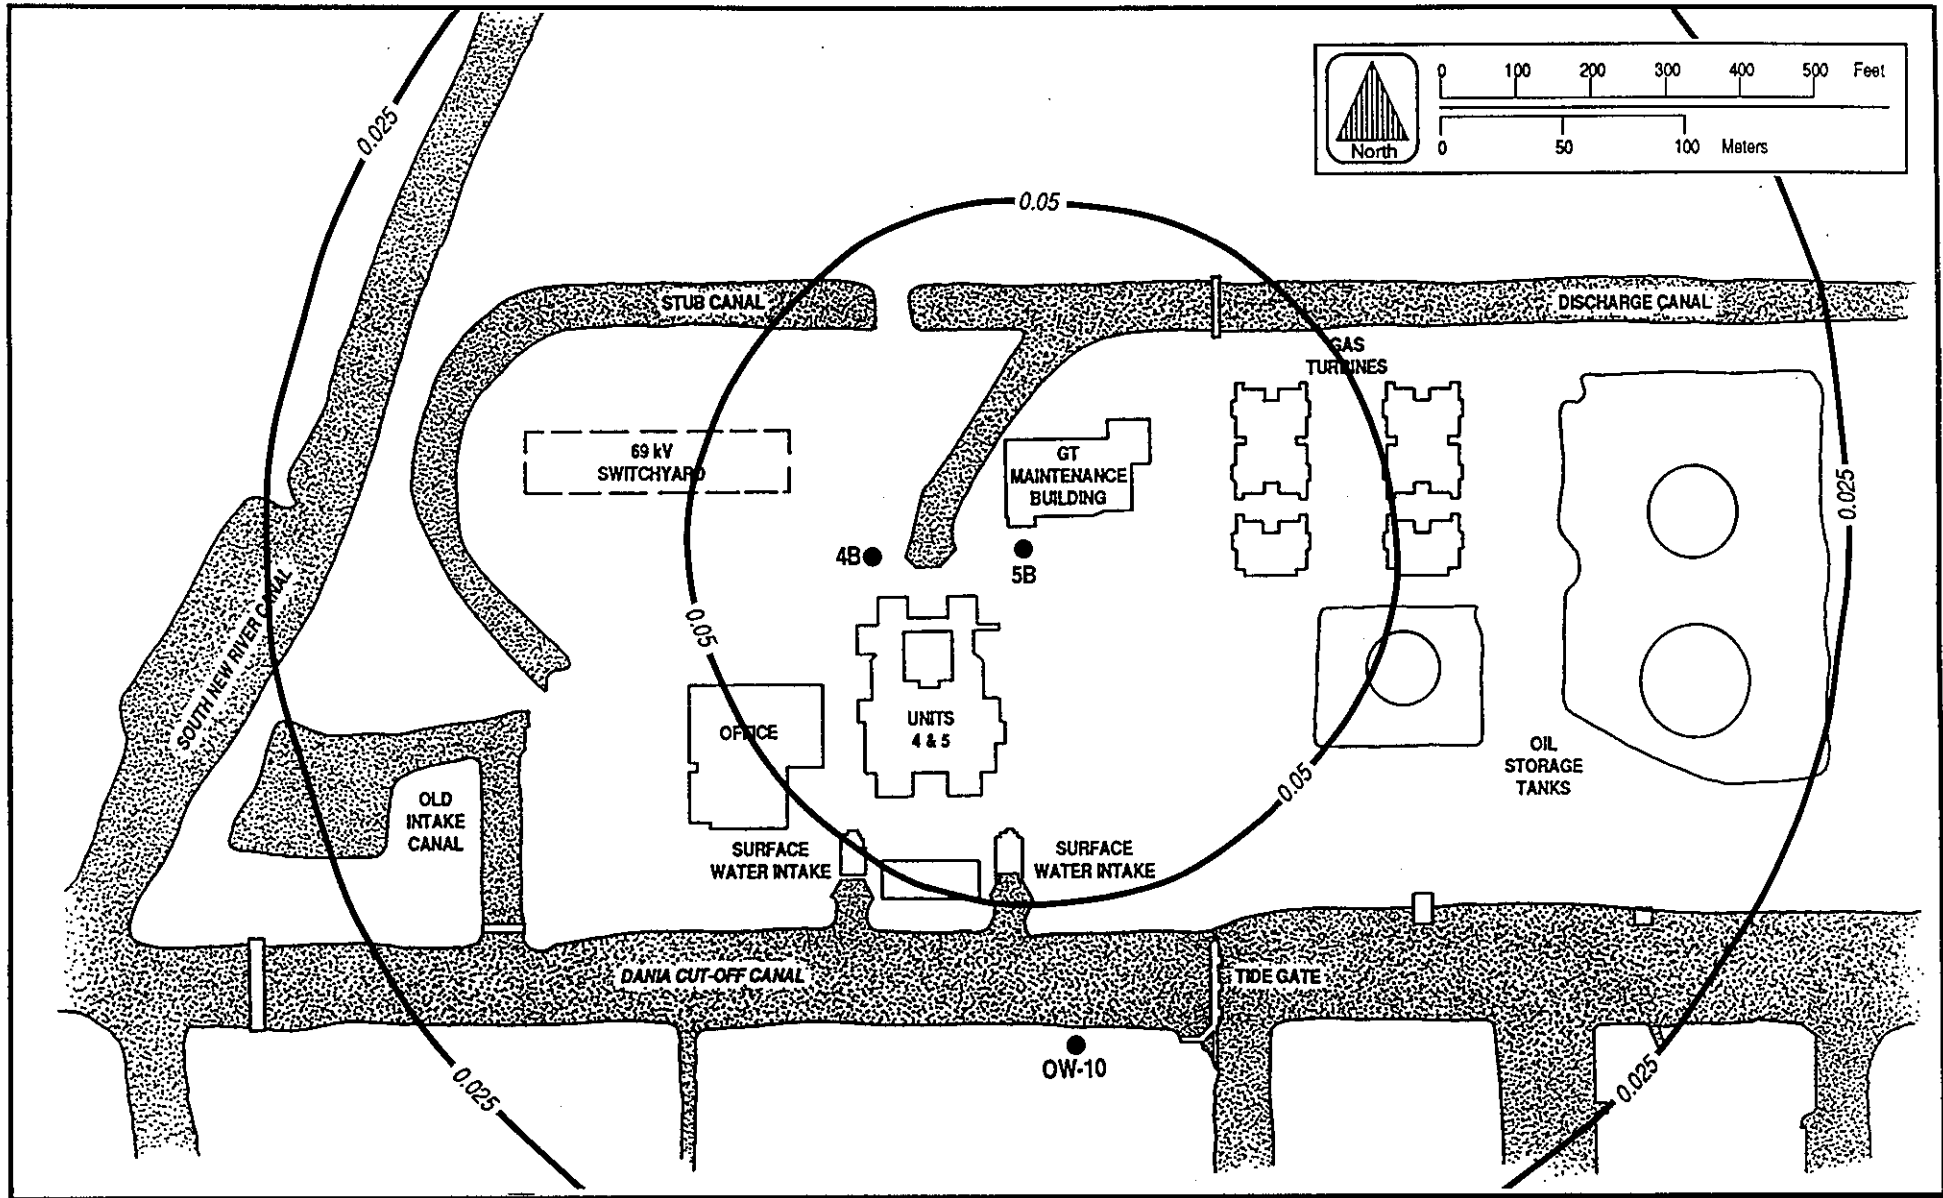 0 100 200 300 400 500 Feet
North
0 50 100 Meters
0.025
0.05
STUB CANAL
DISCHARGE CANAL
GAS
TURBINES
69 kV
SWITCHYARD
GT
MAINTENANCE
BUILDING
0.025
4B
5B
SOUTH NEW RIVER CANAL
0.05
OFFICE
UNITS
4 & 5
OIL
STORAGE
TANKS
0.05
OLD
INTAKE
CANAL
SURFACE
WATER INTAKE
SURFACE
WATER INTAKE
DANIA CUT-OFF CANAL
TIDE GATE
OW-10
0.025
0.025